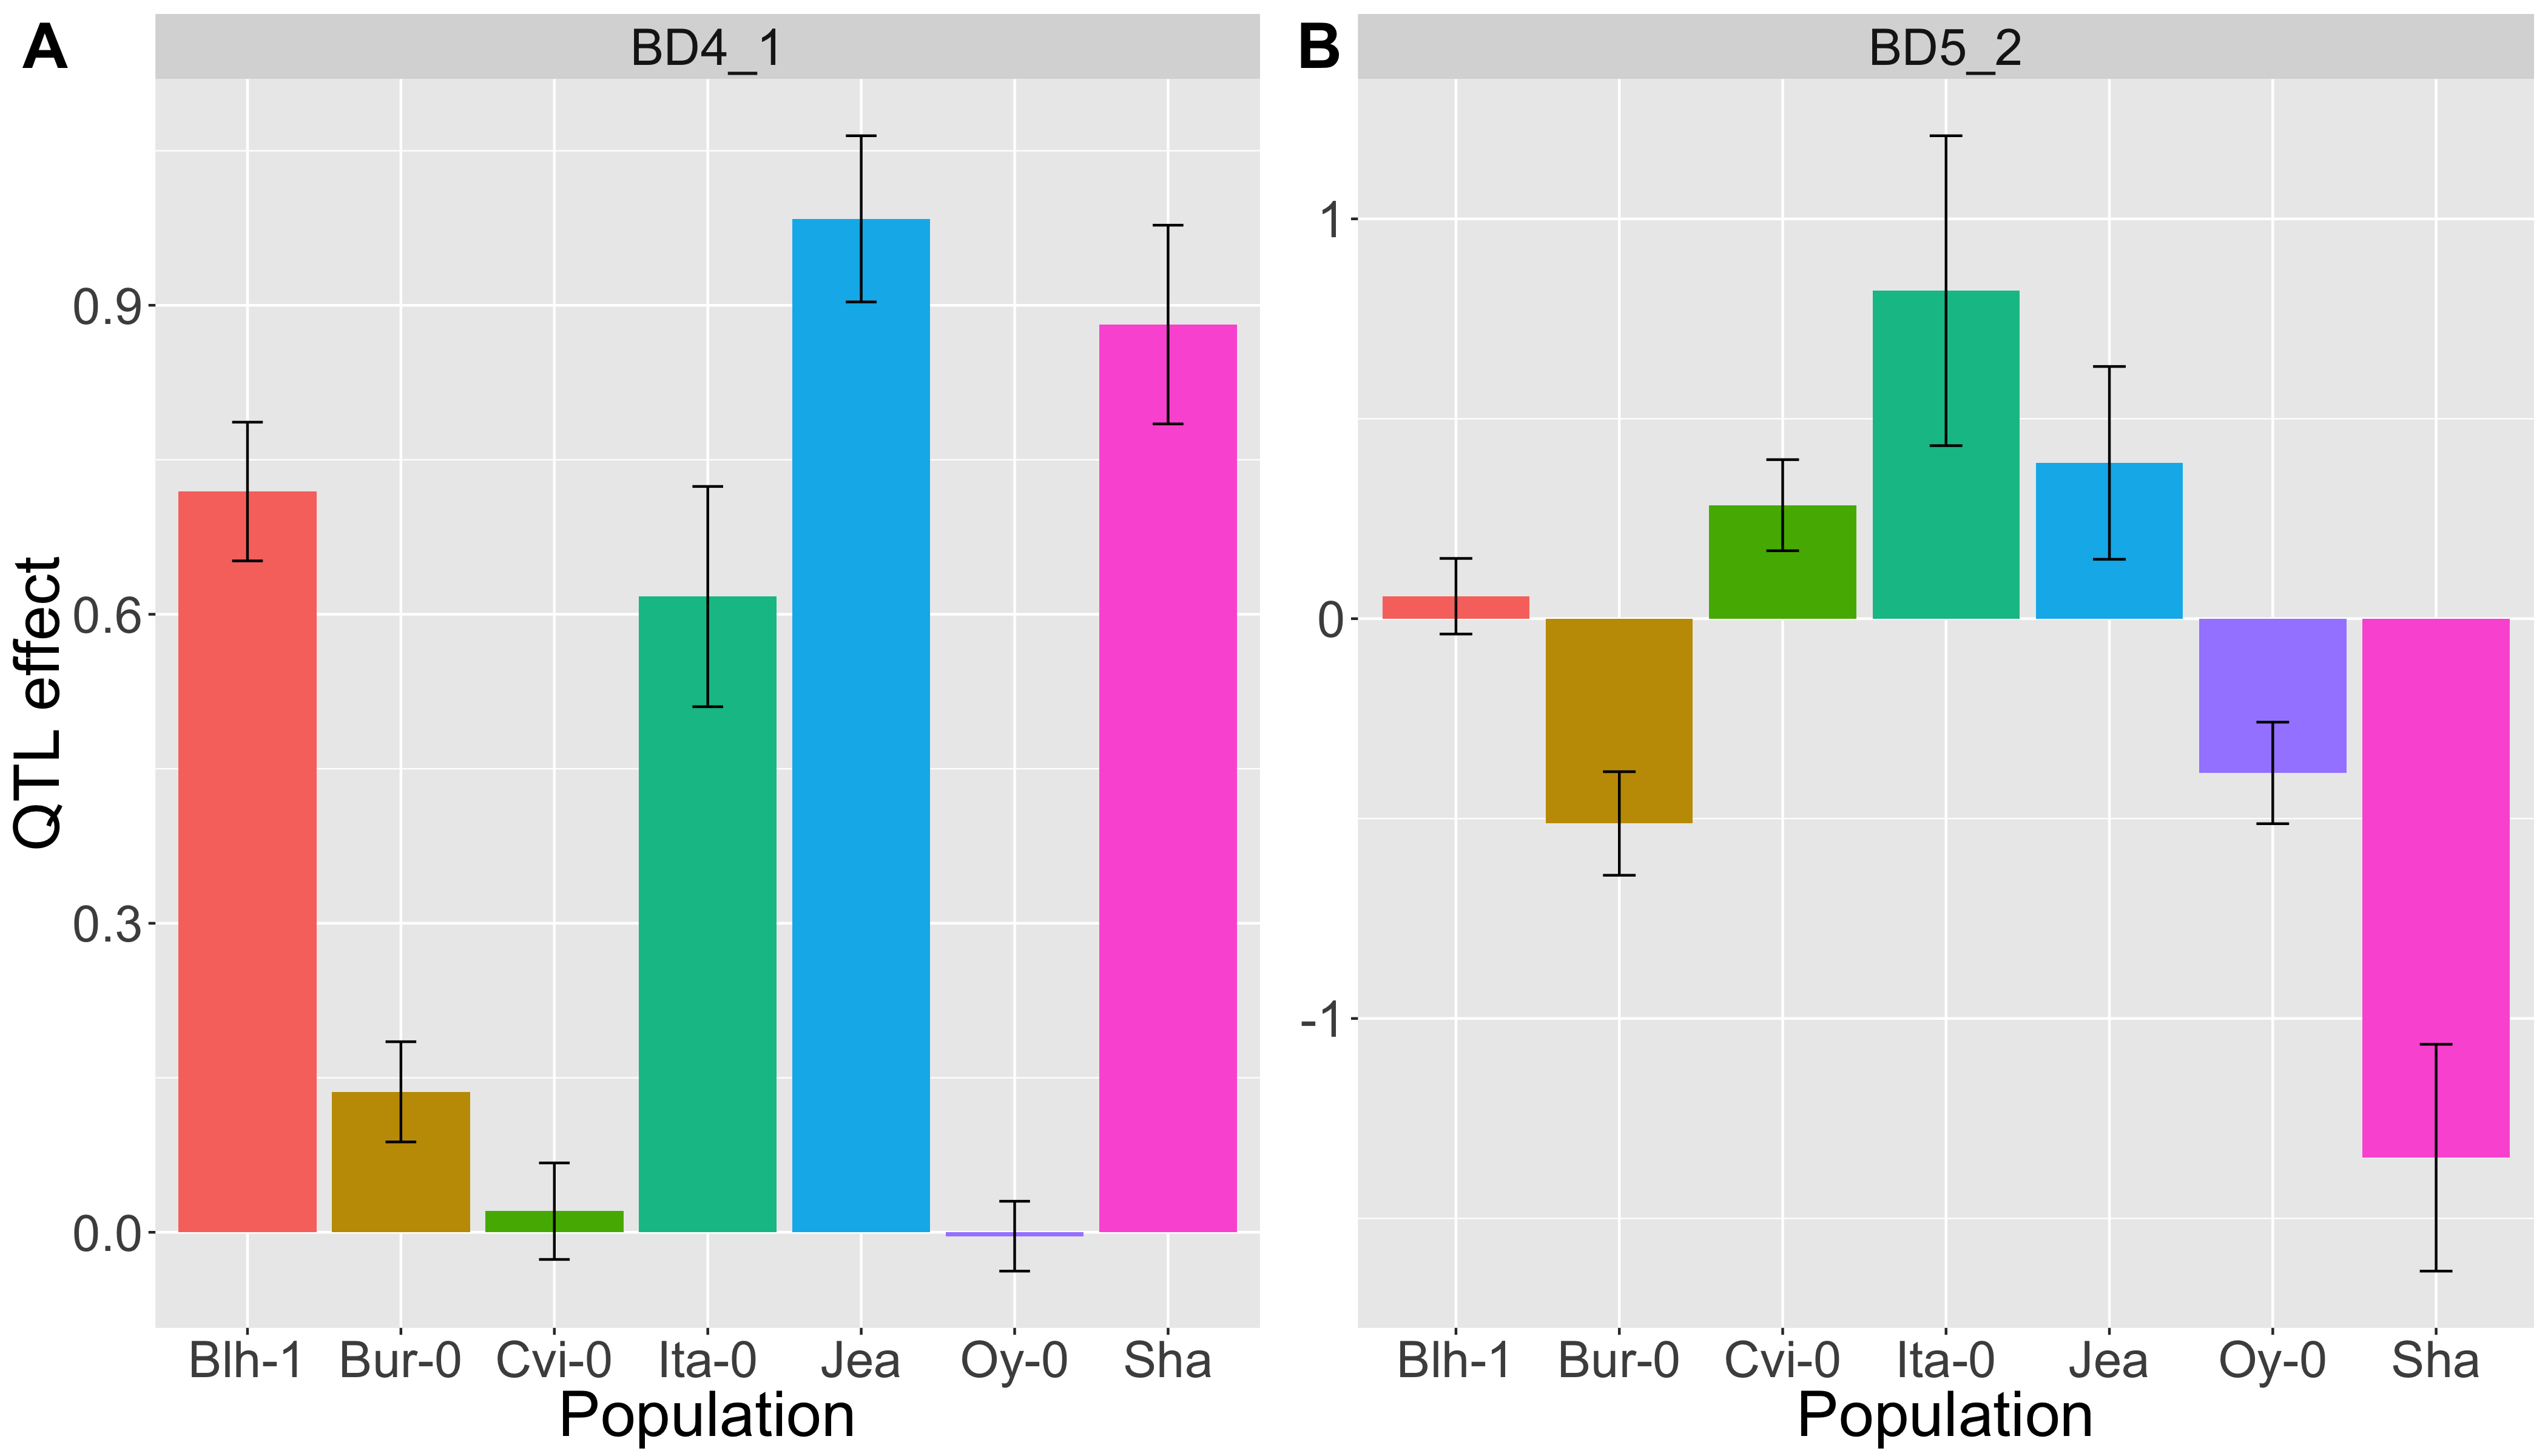 A
BD4_1
QTL effect
0.9
0.6
0.3
0.0
Blh-1 Bur-0 Cvi-0 Ita-0 Jea Oy-0 Sha
Population
B
BD5_2
1
0
-1
Blh-1 Bur-0 Cvi-0 Ita-0 Jea Oy-0 Sha
Population